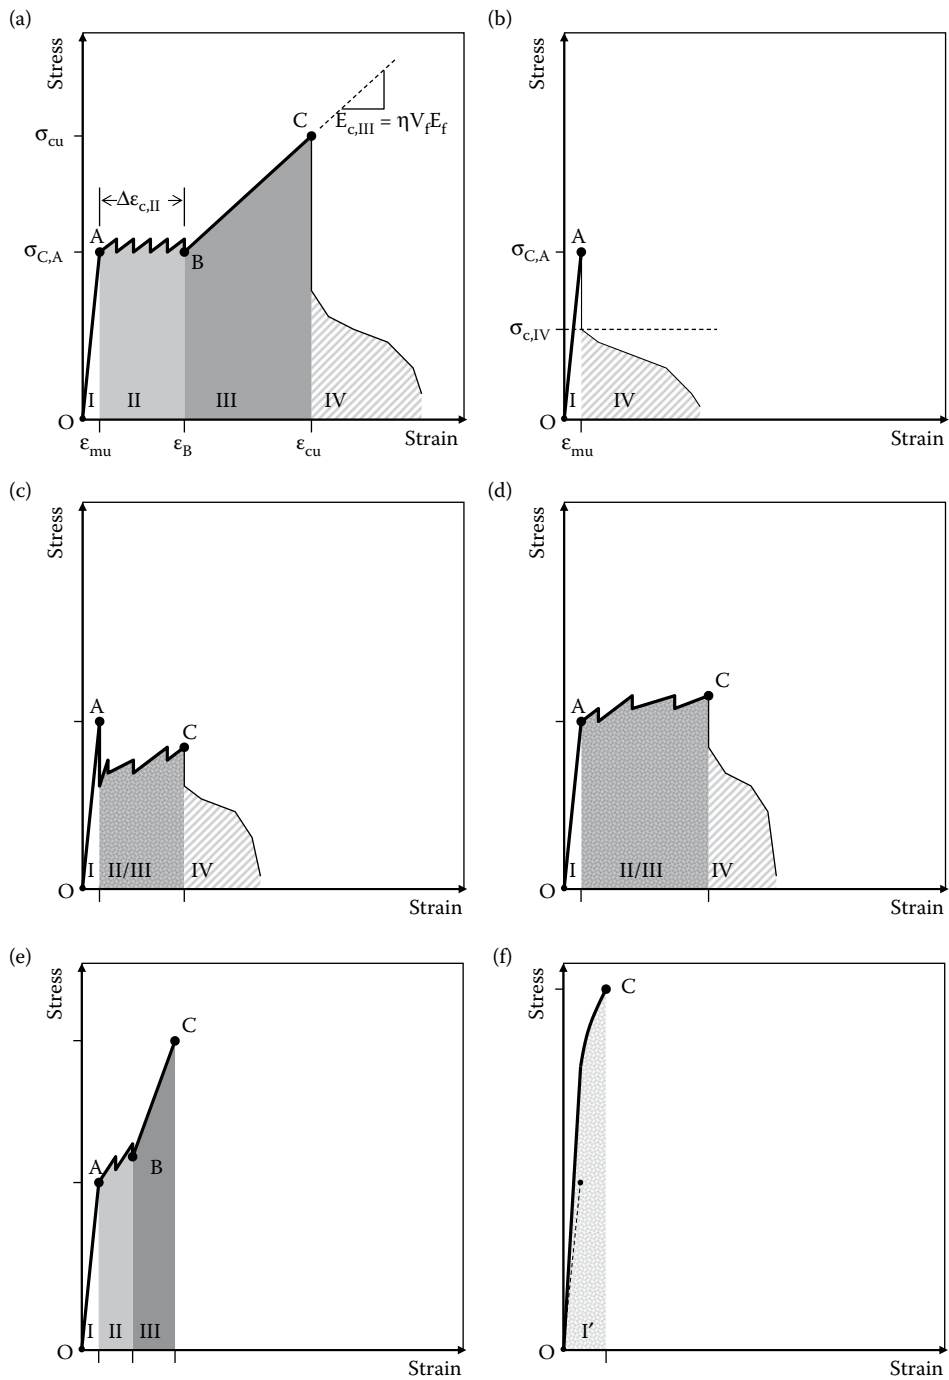 (a)
Stress
σcu
C
Ec,III = ηVfEf
Δεc,II
A
σC,A
B
I
II
III
IV
O
εmu
εB
εcu
Strain
(b)
Stress
A
σC,A
σc,IV
I
IV
O
εmu
Strain
(c)
Stress
A
C
I
II/III
IV
O
Strain
(d)
Stress
A
C
I
II/III
IV
O
Strain
(e)
Stress
C
A
B
I
II
III
O
Strain
(f)
Stress
C
I′
O
Strain